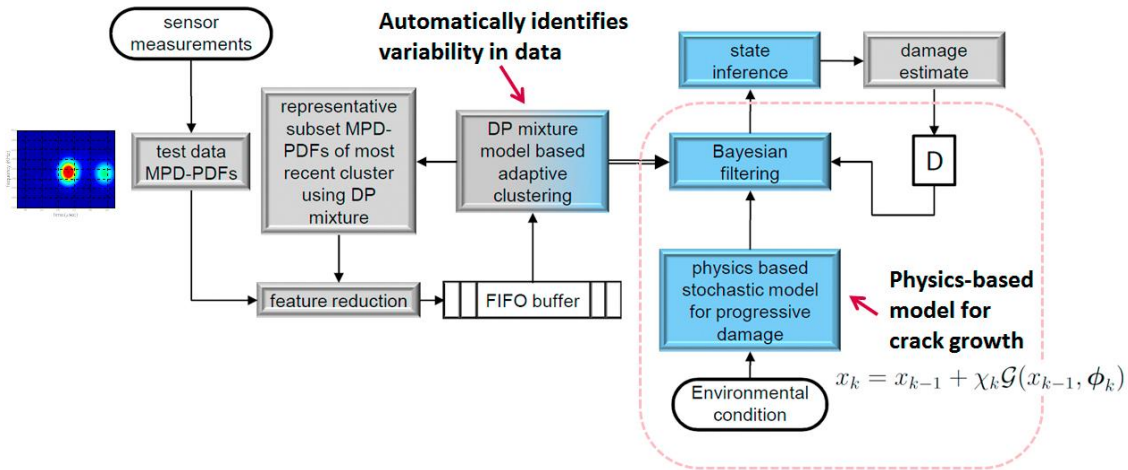 sensor
measurements
Automatically identifies
variability in data
state
inference
damage
estimate
test data
MPD-PDFs
representative
subset MPD-
PDFs of most
recent cluster
using DP
mixture
DP mixture
model based
adaptive
clustering
Bayesian
filtering
D
feature reduction
FIFO buffer
physics based
stochastic model
for progressive
damage
Physics-based
model for
crack growth
x_k = x_{k-1} + χ_k 𝒢(x_{k-1}, ϕ_k)
Environmental
condition